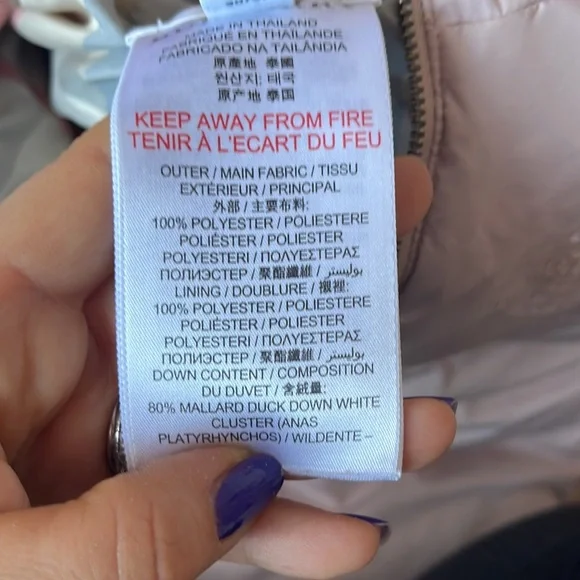 MADE IN THAILAND
FABRIQUÉ EN THAÏLANDE
FABRICADO NA TAILÂNDIA
原產地 泰國
원산지: 태국
原产地 泰国
KEEP AWAY FROM FIRE
TENIR À L'ECART DU FEU
OUTER / MAIN FABRIC / TISSU
EXTÉRIEUR / PRINCIPAL
外部 / 主要布料:
100% POLYESTER / POLIESTERE
POLIÉSTER / POLIESTER
POLYESTERI / ΠΟΛΥΕΣΤΕΡΑΣ
ПОЛИЭСТЕР / 聚酯纖維 / بوليستر
LINING / DOUBLURE / 襯裡:
100% POLYESTER / POLIESTERE
POLIÉSTER / POLIESTER
POLYESTERI / ΠΟΛΥΕΣΤΕΡΑΣ
ПОЛИЭСТЕР / 聚酯纖維 / بوليستر
DOWN CONTENT / COMPOSITION
DU DUVET / 含絨量:
80% MALLARD DUCK DOWN WHITE
CLUSTER (ANAS
PLATYRHYNCHOS) / WILDENTE –